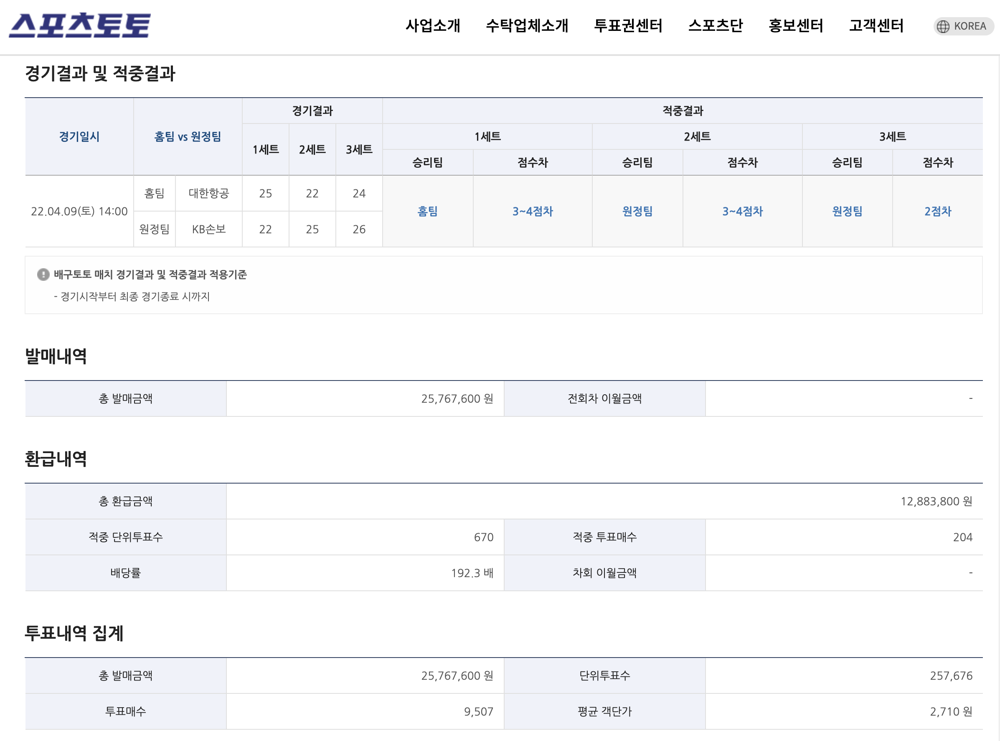 스포츠토토
사업소개 수탁업체소개 투표권센터 스포츠단 홍보센터 고객센터 KOREA
경기결과 및 적중결과
경기일시 홈팀 vs 원정팀 경기결과 적중결과
1세트 2세트 3세트 1세트 2세트 3세트
승리팀 점수차 승리팀 점수차 승리팀 점수차
22.04.09(토) 14:00 홈팀 대한항공 25 22 24 홈팀 3~4점차 원정팀 3~4점차 원정팀 2점차
원정팀 KB손보 22 25 26
배구토토 매치 경기결과 및 적중결과 적용기준
- 경기시작부터 최종 경기종료 시까지
발매내역
총 발매금액 25,767,600 원 전회차 이월금액 -
환급내역
총 환급금액 12,883,800 원
적중 단위투표수 670 적중 투표매수 204
배당률 192.3 배 차회 이월금액 -
투표내역 집계
총 발매금액 25,767,600 원 단위투표수 257,676
투표매수 9,507 평균 객단가 2,710 원